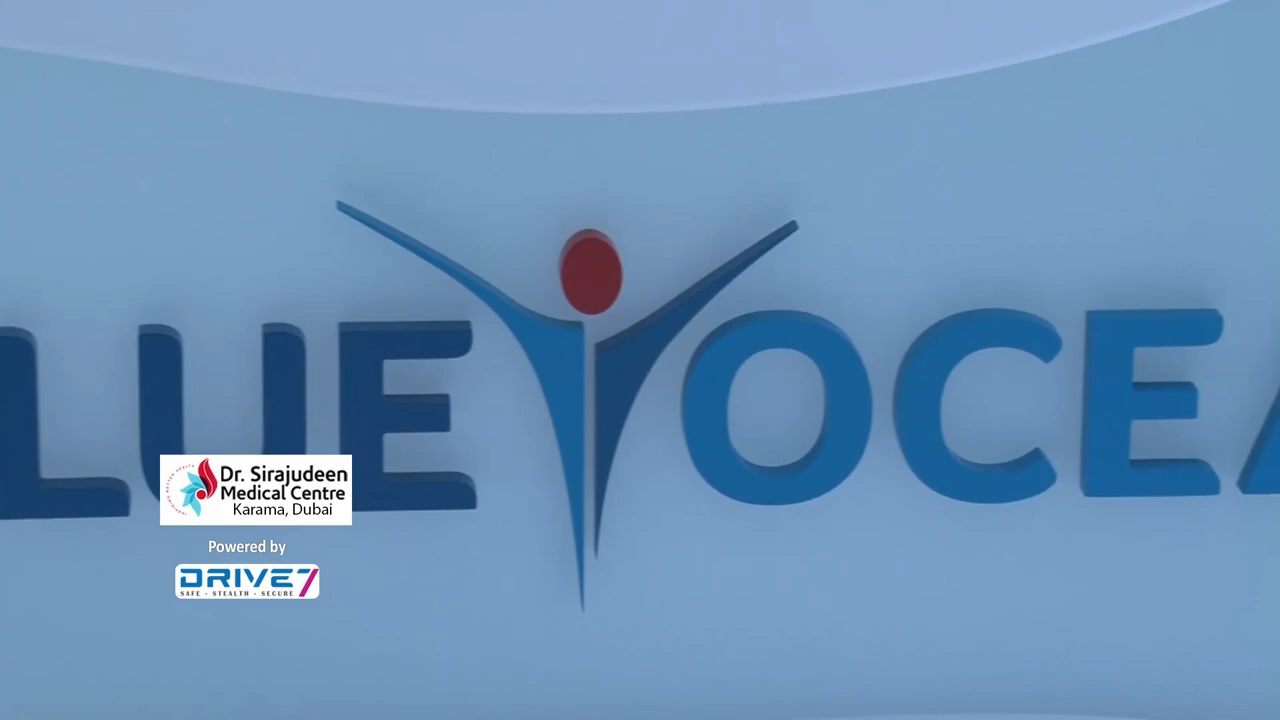 LUE OCEA
Dr. Sirajudeen
Medical Centre
Karama, Dubai
Powered by
DRIVE7
SAFE - STEALTH - SECURE